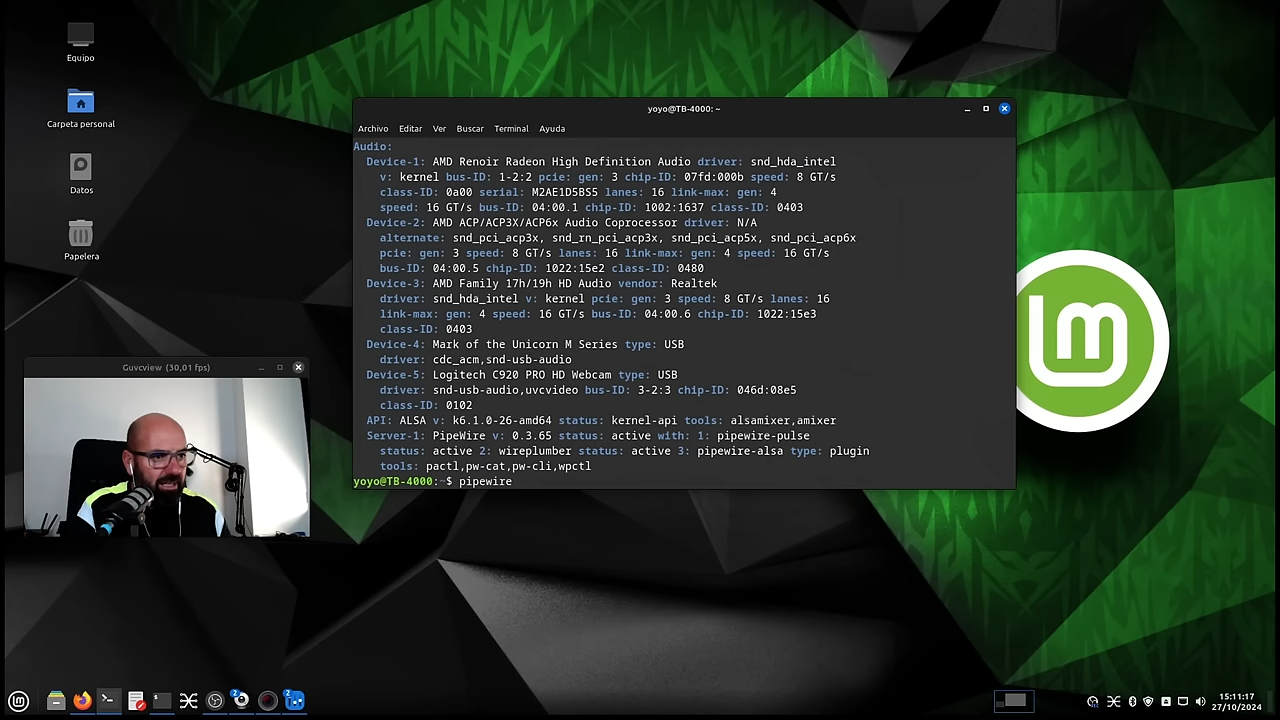 Equipo
Carpeta personal
Datos
Papelera
yoyo@TB-4000: ~
Archivo Editar Ver Buscar Terminal Ayuda
Audio:
Device-1: AMD Renoir Radeon High Definition Audio driver: snd_hda_intel
v: kernel bus-ID: 1-2:2 pcie: gen: 3 chip-ID: 07fd:000b speed: 8 GT/s
class-ID: 0a00 serial: M2AE1D5BS5 lanes: 16 link-max: gen: 4
speed: 16 GT/s bus-ID: 04:00.1 chip-ID: 1002:1637 class-ID: 0403
Device-2: AMD ACP/ACP3X/ACP6x Audio Coprocessor driver: N/A
alternate: snd_pci_acp3x, snd_rn_pci_acp3x, snd_pci_acp5x, snd_pci_acp6x
pcie: gen: 3 speed: 8 GT/s lanes: 16 link-max: gen: 4 speed: 16 GT/s
bus-ID: 04:00.5 chip-ID: 1022:15e2 class-ID: 0480
Device-3: AMD Family 17h/19h HD Audio vendor: Realtek
driver: snd_hda_intel v: kernel pcie: gen: 3 speed: 8 GT/s lanes: 16
link-max: gen: 4 speed: 16 GT/s bus-ID: 04:00.6 chip-ID: 1022:15e3
class-ID: 0403
Device-4: Mark of the Unicorn M Series type: USB
driver: cdc_acm,snd-usb-audio
Device-5: Logitech C920 PRO HD Webcam type: USB
driver: snd-usb-audio,uvcvideo bus-ID: 3-2:3 chip-ID: 046d:08e5
class-ID: 0102
API: ALSA v: k6.1.0-26-amd64 status: kernel-api tools: alsamixer,amixer
Server-1: PipeWire v: 0.3.65 status: active with: 1: pipewire-pulse
status: active 2: wireplumber status: active 3: pipewire-alsa type: plugin
tools: pactl,pw-cat,pw-cli,wpctl
yoyo@TB-4000:~$ pipewire
Guvcview (30,01 fps)
lm
2
2
15:11:17
27/10/2024